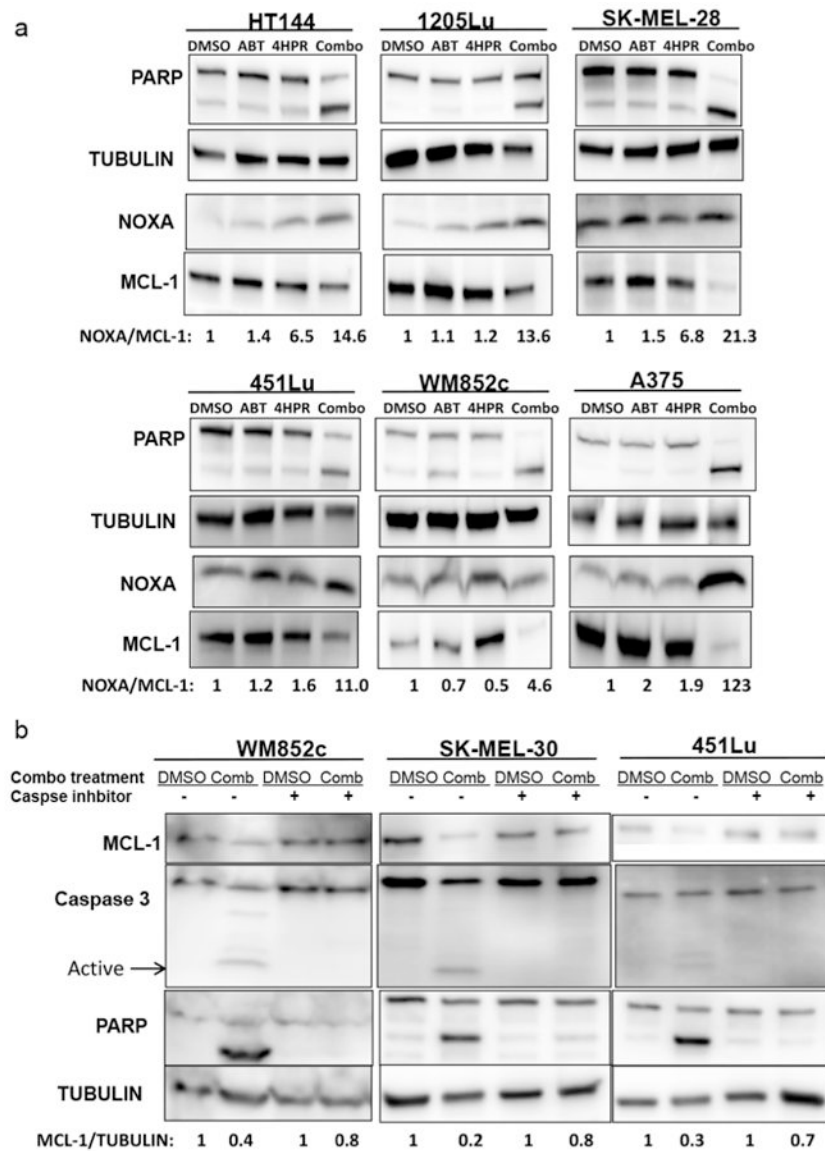 a
HT144 1205Lu SK-MEL-28
DMSO ABT 4HPR Combo DMSO ABT 4HPR Combo DMSO ABT 4HPR Combo
PARP
TUBULIN
NOXA
MCL-1
NOXA/MCL-1: 1 1.4 6.5 14.6 1 1.1 1.2 13.6 1 1.5 6.8 21.3
451Lu WM852c A375
DMSO ABT 4HPR Combo DMSO ABT 4HPR Combo DMSO ABT 4HPR Combo
PARP
TUBULIN
NOXA
MCL-1
NOXA/MCL-1: 1 1.2 1.6 11.0 1 0.7 0.5 4.6 1 2 1.9 123
b
WM852c SK-MEL-30 451Lu
Combo treatment DMSO Comb DMSO Comb DMSO Comb DMSO Comb DMSO Comb DMSO Comb
Caspse inhbitor - - + + - - + + - - + +
MCL-1
Caspase 3
Active
PARP
TUBULIN
MCL-1/TUBULIN: 1 0.4 1 0.8 1 0.2 1 0.8 1 0.3 1 0.7